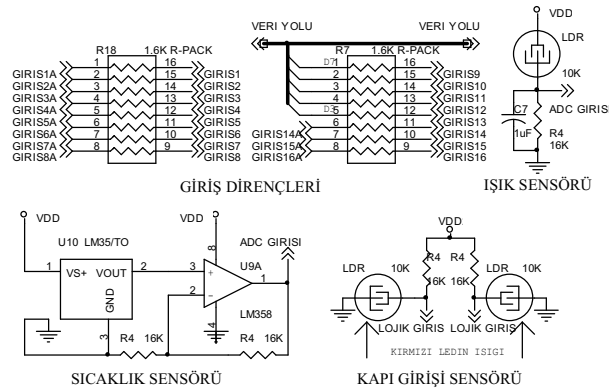 VERI YOLU VERI YOLU
R18 1.6K R-PACK
GIRIS1A 1 16 GIRIS1
GIRIS2A 2 15 GIRIS2
GIRIS3A 3 14 GIRIS3
GIRIS4A 4 13 GIRIS4
GIRIS5A 5 12 GIRIS5
GIRIS6A 6 11 GIRIS6
GIRIS7A 7 10 GIRIS7
GIRIS8A 8 9 GIRIS8
R7 1.6K R-PACK
D7 1 16 GIRIS9
2 15 GIRIS10
3 14 GIRIS11
4 13 GIRIS12
D3 5 12 GIRIS13
GIRIS14A 6 11 GIRIS14
GIRIS15A 7 10 GIRIS15
GIRIS16A 8 9 GIRIS16
GİRİŞ DİRENÇLERİ
VDD
LDR
10K
ADC GIRISI
C7
1uF
R4
16K
IŞIK SENSÖRÜ
VDD VDD
U10 LM35/TO
1 VS+ VOUT 2
GND
3
8
3 +
2 -
1
4
ADC GIRISI
U9A
LM358
R4 16K R4 16K
SICAKLIK SENSÖRÜ
VDD
R4 R4
LDR 10K 16K 16K LDR 10K
LOJIK GIRIS LOJIK GIRIS
KIRMIZI LEDIN ISIGI
KAPI GİRİŞİ SENSÖRÜ